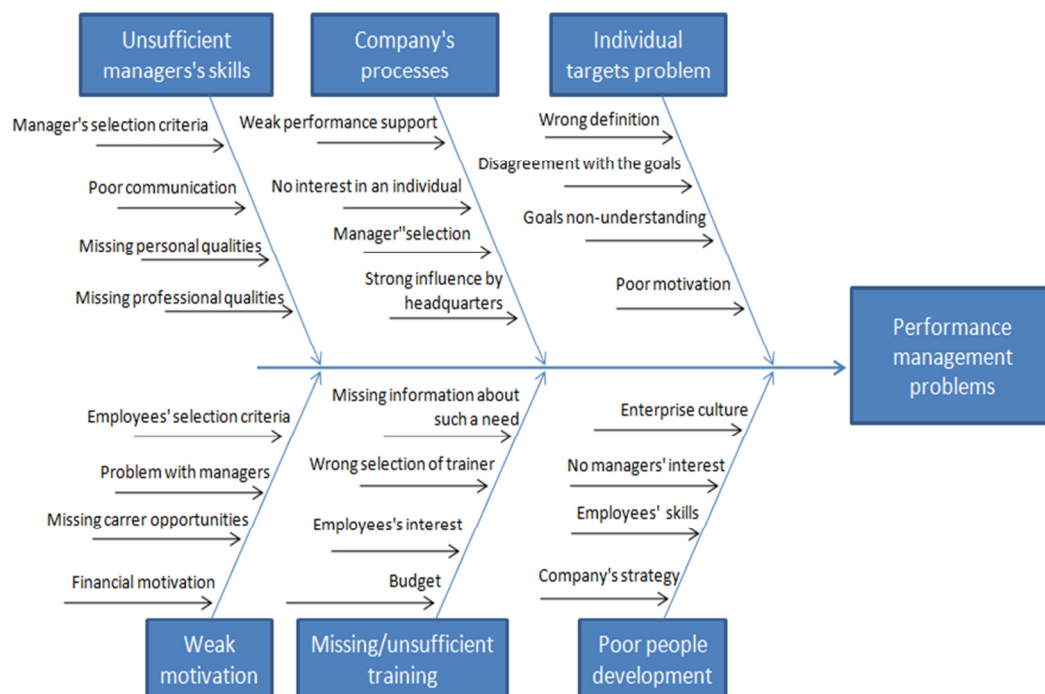 Unsufficient
managers's skills
Company's
processes
Individual
targets problem
Manager's selection criteria
Poor communication
Missing personal qualities
Missing professional qualities
Weak performance support
No interest in an individual
Manager"selection
Strong influence by
headquarters
Wrong definition
Disagreement with the goals
Goals non-understanding
Poor motivation
Performance
management
problems
Employees' selection criteria
Problem with managers
Missing carrer opportunities
Financial motivation
Missing information about
such a need
Wrong selection of trainer
Employees's interest
Budget
Enterprise culture
No managers' interest
Employees' skills
Company's strategy
Weak
motivation
Missing/unsufficient
training
Poor people
development